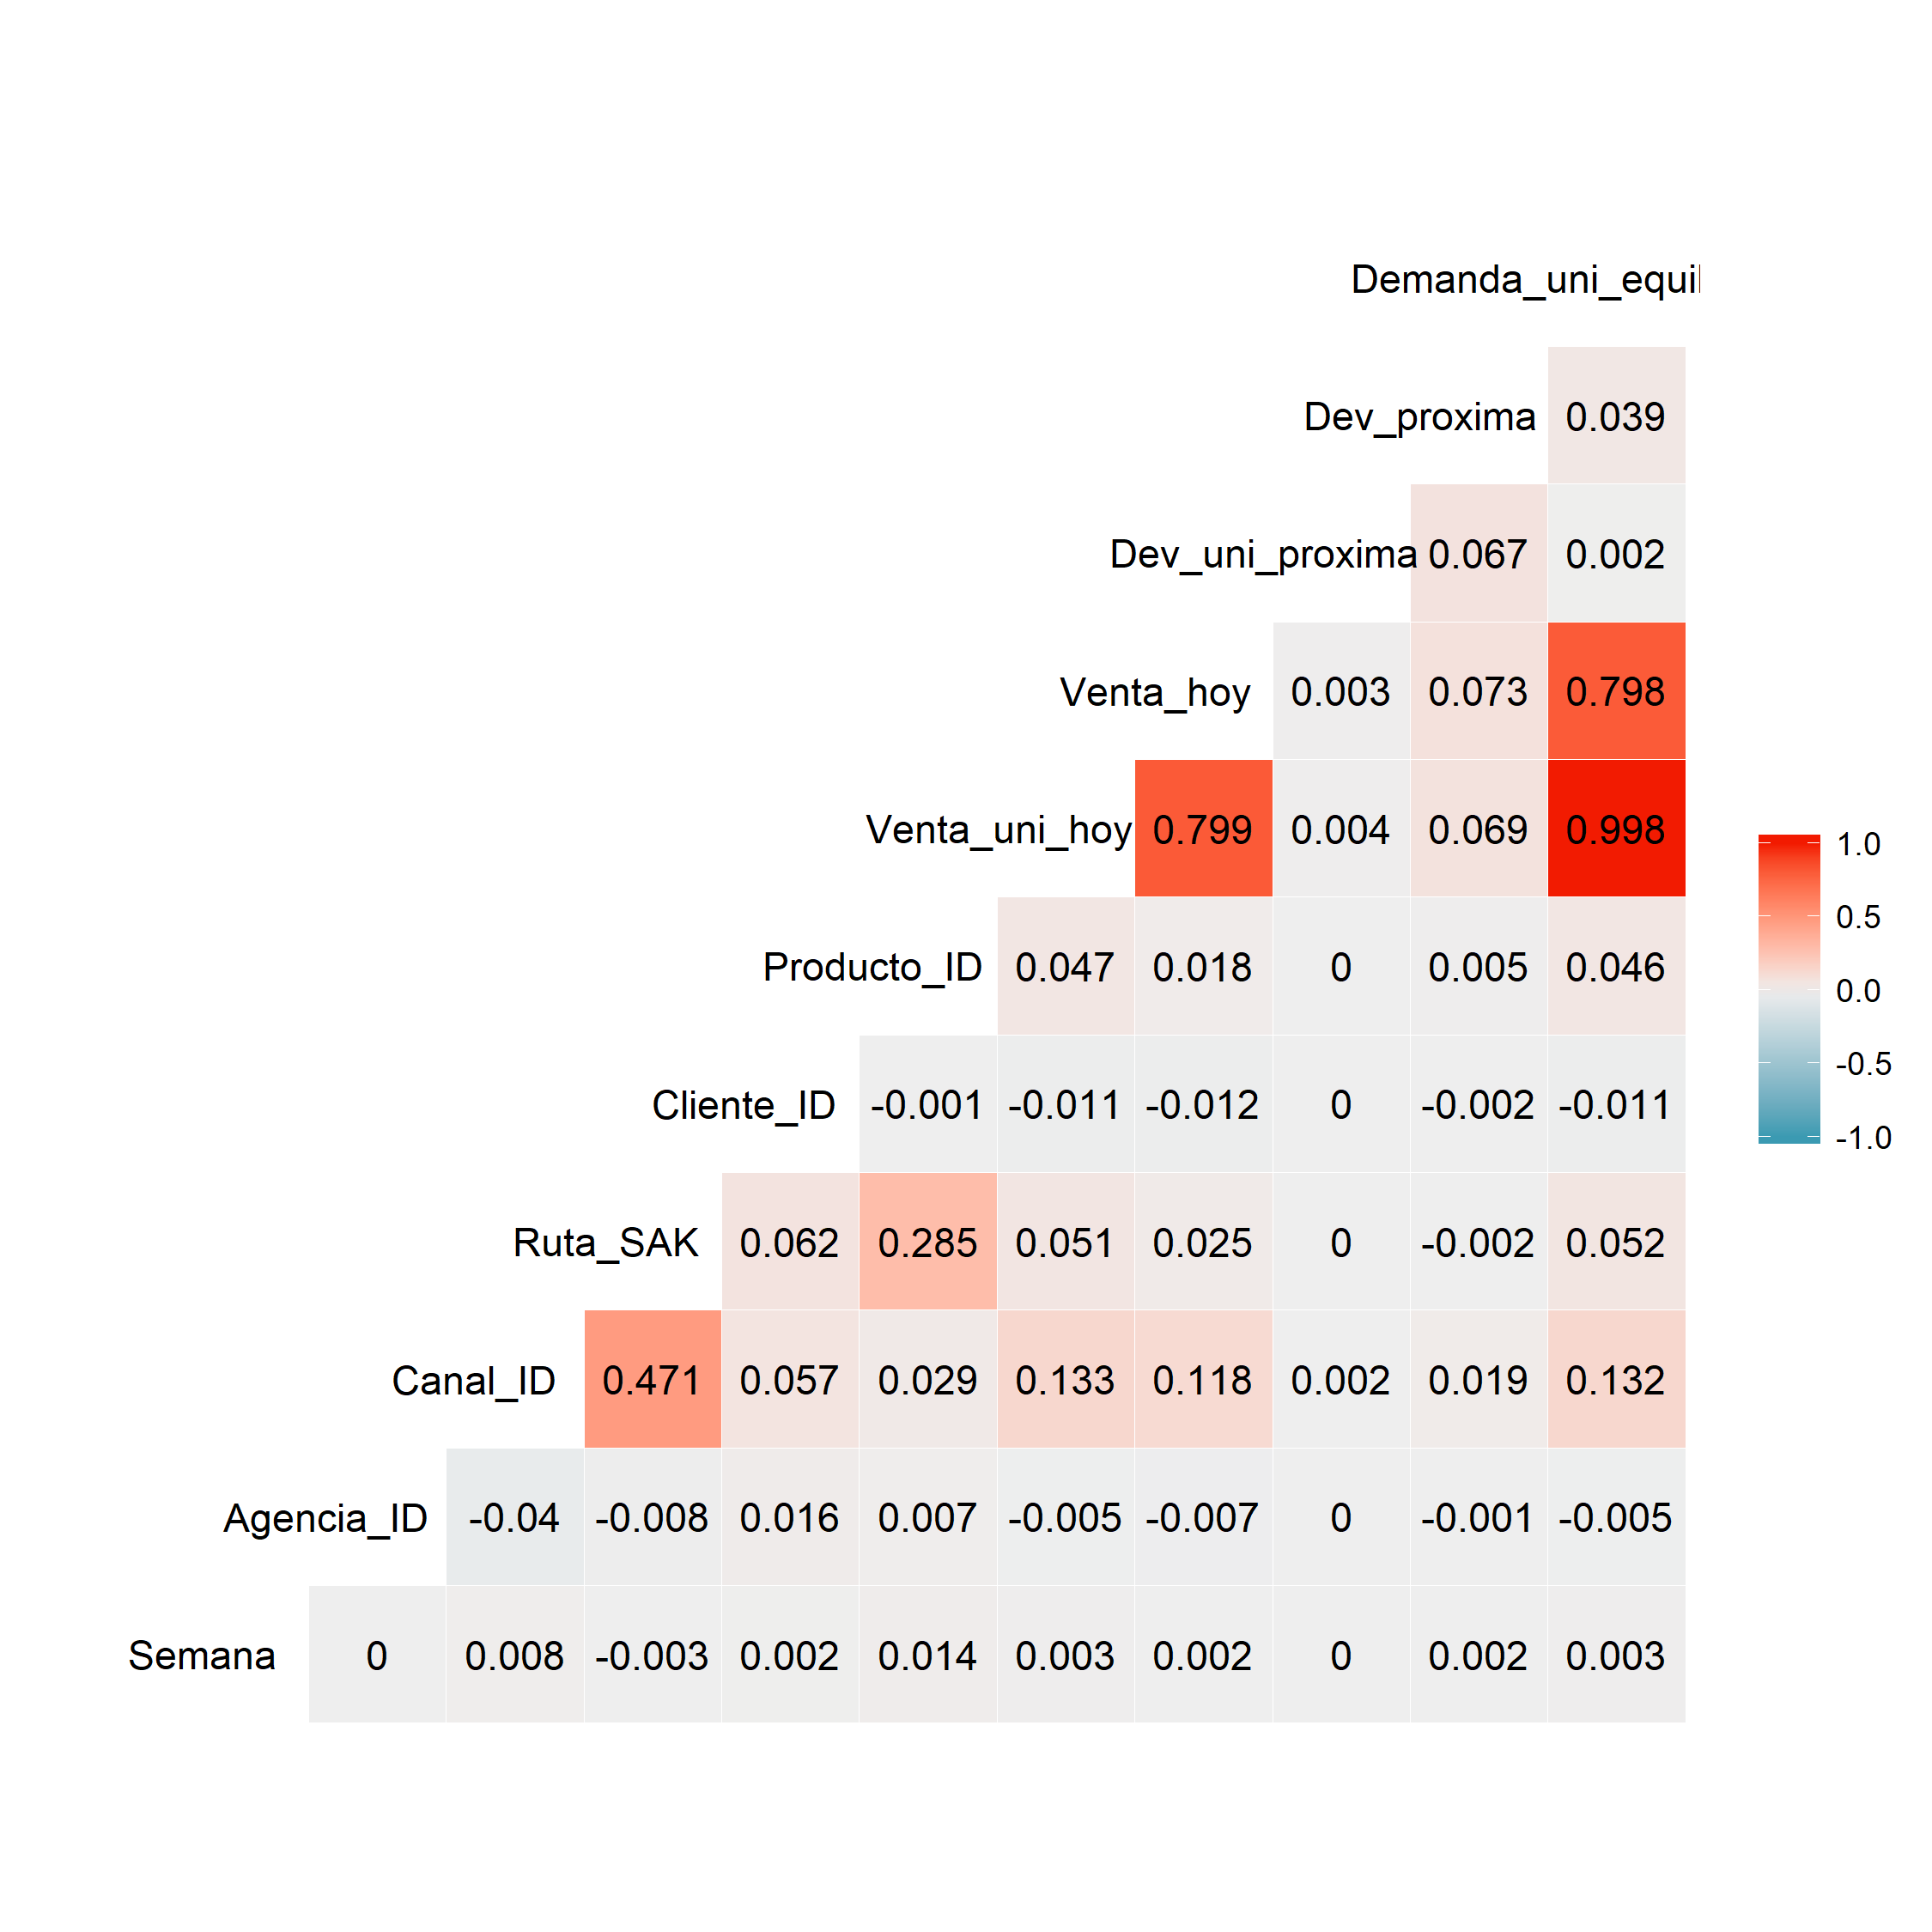 Demanda_uni_equil
Dev_proxima 0.039
Dev_uni_proxima 0.067 0.002
Venta_hoy 0.003 0.073 0.798
Venta_uni_hoy 0.799 0.004 0.069 0.998
Producto_ID 0.047 0.018 0 0.005 0.046
Cliente_ID -0.001 -0.011 -0.012 0 -0.002 -0.011
Ruta_SAK 0.062 0.285 0.051 0.025 0 -0.002 0.052
Canal_ID 0.471 0.057 0.029 0.133 0.118 0.002 0.019 0.132
Agencia_ID -0.04 -0.008 0.016 0.007 -0.005 -0.007 0 -0.001 -0.005
Semana 0 0.008 -0.003 0.002 0.014 0.003 0.002 0 0.002 0.003
1.0
0.5
0.0
-0.5
-1.0